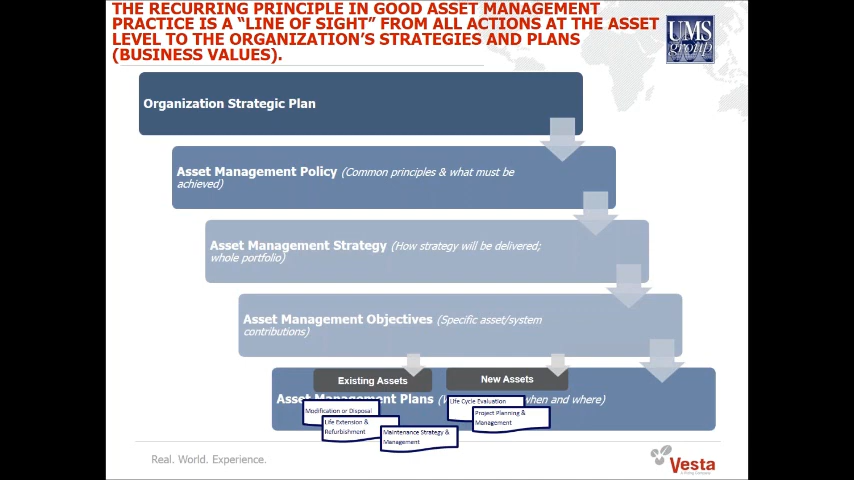 THE RECURRING PRINCIPLE IN GOOD ASSET MANAGEMENT
PRACTICE IS A “LINE OF SIGHT” FROM ALL ACTIONS AT THE ASSET
LEVEL TO THE ORGANIZATION’S STRATEGIES AND PLANS
(BUSINESS VALUES).
UMS
group
Organization Strategic Plan
Asset Management Policy (Common principles & what must be
achieved)
Asset Management Strategy (How strategy will be delivered;
whole portfolio)
Asset Management Objectives (Specific asset/system
contributions)
Existing Assets
New Assets
Asset Management Plans when and where)
Modification or Disposal
Life Extension &
Refurbishment
Maintenance Strategy &
Management
Life Cycle Evaluation
Project Planning &
Management
Real. World. Experience.
Vesta